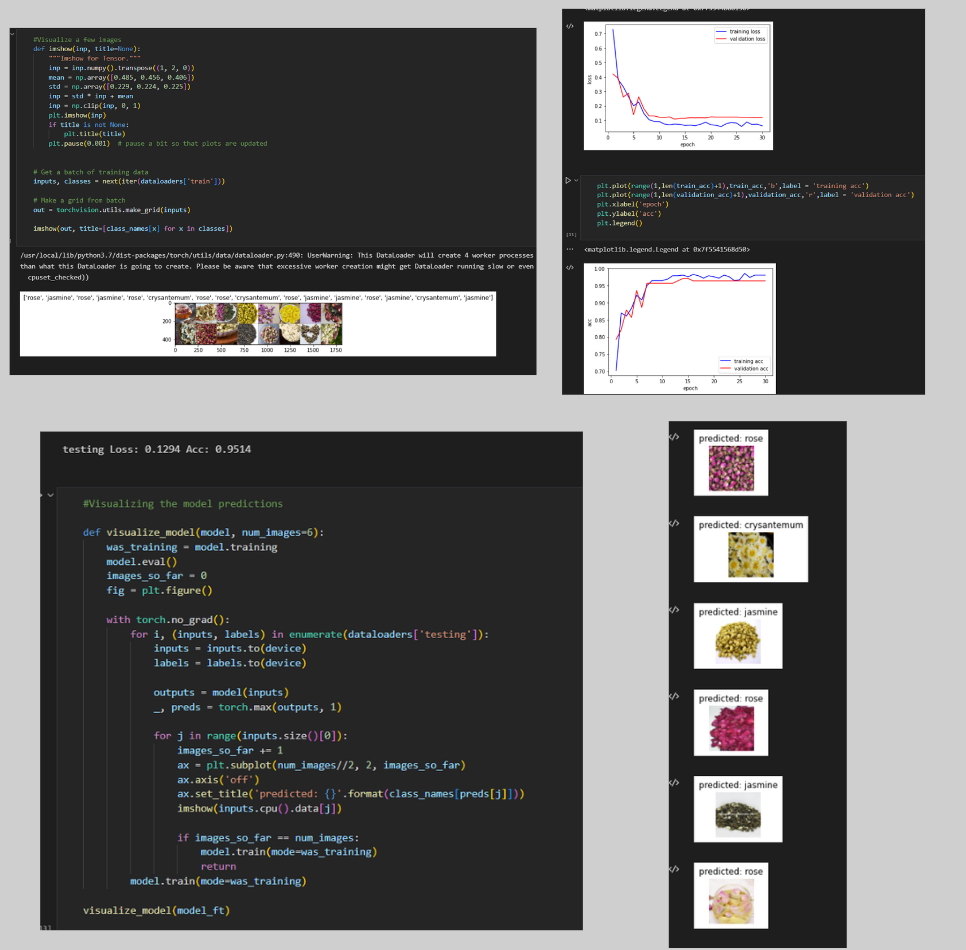 #Visualize a few images
def imshow(inp, title=None):
"""Imshow for Tensor."""
inp = inp.numpy().transpose((1, 2, 0))
mean = np.array([0.485, 0.456, 0.406])
std = np.array([0.229, 0.224, 0.225])
inp = std * inp + mean
inp = np.clip(inp, 0, 1)
plt.imshow(inp)
if title is not None:
plt.title(title)
plt.pause(0.001)  # pause a bit so that plots are updated
# Get a batch of training data
inputs, classes = next(iter(dataloaders['train']))
# Make a grid from batch
out = torchvision.utils.make_grid(inputs)
imshow(out, title=[class_names[x] for x in classes])
/usr/local/lib/python3.7/dist-packages/torch/utils/data/dataloader.py:490: UserWarning: This DataLoader will create 4 worker processes
than what this DataLoader is going to create. Please be aware that excessive worker creation might get DataLoader running slow or even
cpuset_checked))
['rose', 'jasmine', 'rose', 'jasmine', 'rose', 'crysantemum', 'rose', 'rose', 'crysantemum', 'rose', 'jasmine', 'jasmine', 'rose', 'jasmine', 'crysantemum', 'jasmine']
0
200
400
0 250 500 750 1000 1250 1500 1750
training loss
validation loss
0.7
0.6
0.5
0.4
0.3
0.2
0.1
loss
0 5 10 15 20 25 30
epoch
plt.plot(range(1,len(train_acc)+1),train_acc,'b',label = 'training acc')
plt.plot(range(1,len(validation_acc)+1),validation_acc,'r',label = 'validation acc')
plt.xlabel('epoch')
plt.ylabel('acc')
plt.legend()
<matplotlib.legend.Legend at 0x7f5541568d50>
1.00
0.95
0.90
0.85
0.80
0.75
0.70
acc
training acc
validation acc
0 5 10 15 20 25 30
epoch
testing Loss: 0.1294 Acc: 0.9514
#Visualizing the model predictions
def visualize_model(model, num_images=6):
was_training = model.training
model.eval()
images_so_far = 0
fig = plt.figure()
with torch.no_grad():
for i, (inputs, labels) in enumerate(dataloaders['testing']):
inputs = inputs.to(device)
labels = labels.to(device)
outputs = model(inputs)
_, preds = torch.max(outputs, 1)
for j in range(inputs.size()[0]):
images_so_far += 1
ax = plt.subplot(num_images//2, 2, images_so_far)
ax.axis('off')
ax.set_title('predicted: {}'.format(class_names[preds[j]]))
imshow(inputs.cpu().data[j])
if images_so_far == num_images:
model.train(mode=was_training)
return
model.train(mode=was_training)
visualize_model(model_ft)
predicted: rose
predicted: crysantemum
predicted: jasmine
predicted: rose
predicted: jasmine
predicted: rose